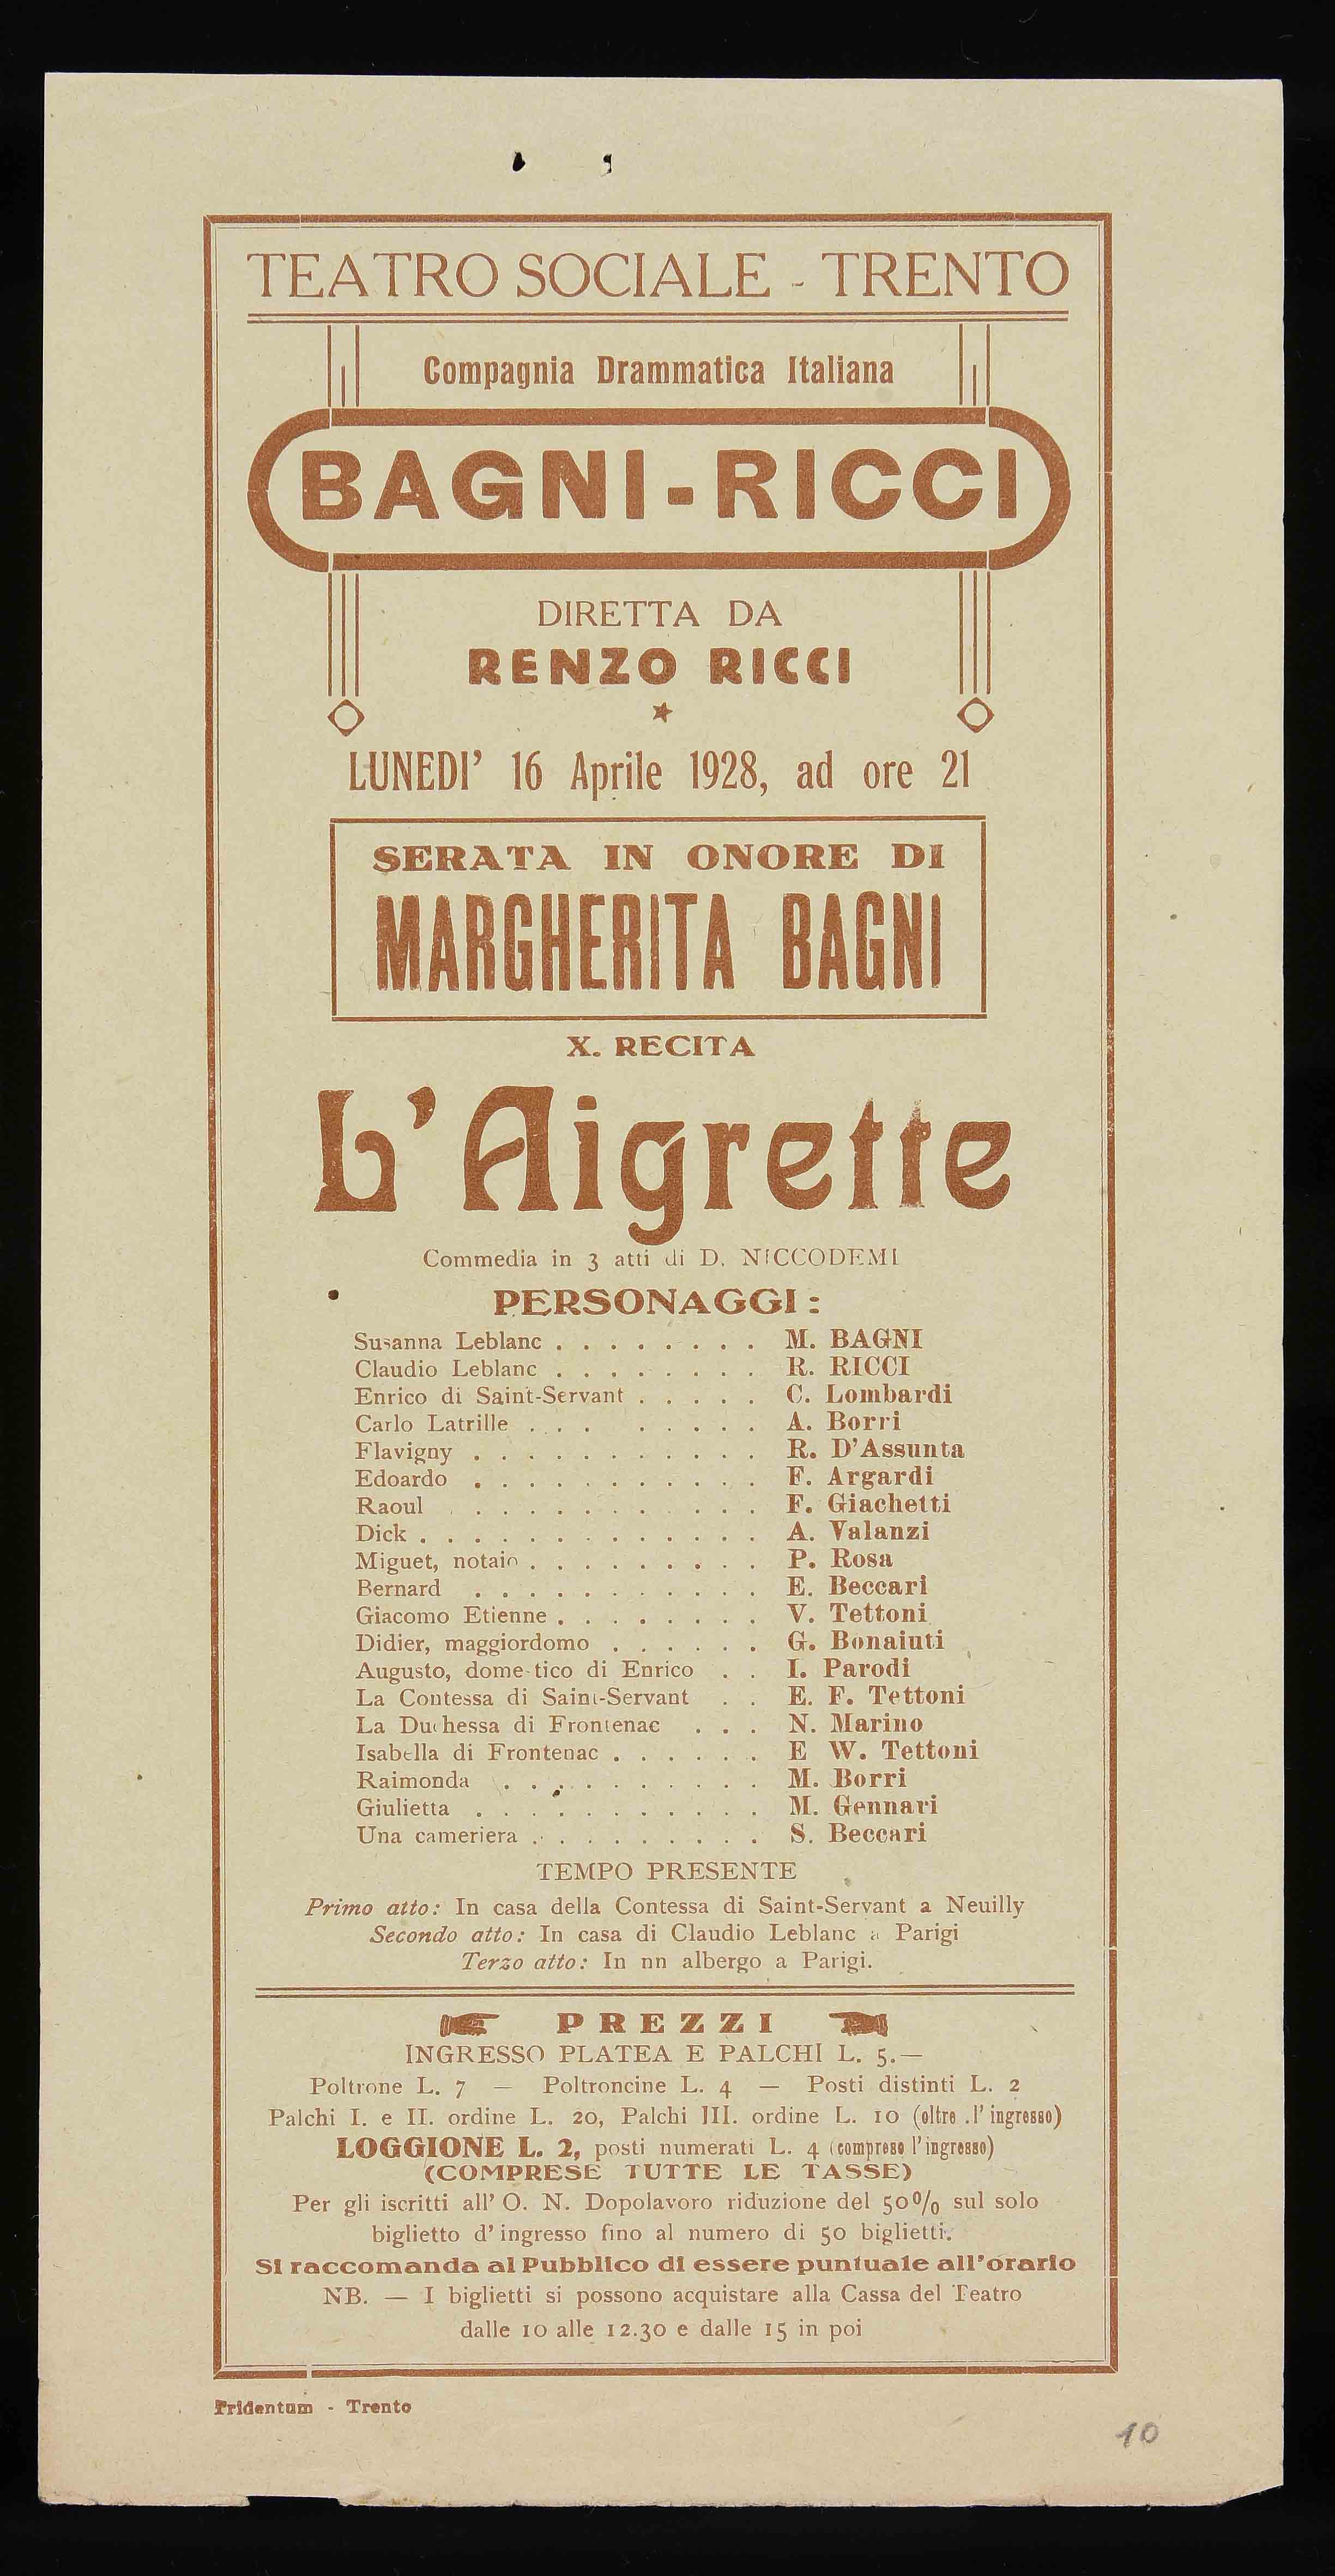 TEATRO SOCIALE - TRENTO
Compagnia Drammatica Italiana
BAGNI-RICCI
DIRETTA DA
RENZO RICCI
LUNEDI' 16 Aprile 1928, ad ore 21
SERATA IN ONORE DI
MARGHERITA BAGNI
X. RECITA
L'Aigrette
Commedia in 3 atti di D. NICCODEMI
PERSONAGGI:
Susanna Leblanc . . . . . . . . M. BAGNI
Claudio Leblanc . . . . . . . . R. RICCI
Enrico di Saint-Servant . . . . . C. Lombardi
Carlo Latrille . . . . . . . . A. Borri
Flavigny . . . . . . . . . . . R. D'Assunta
Edoardo . . . . . . . . . . . F. Argardi
Raoul . . . . . . . . . . . F. Giachetti
Dick . . . . . . . . . . . . . A. Valanzi
Miguet, notaio . . . . . . . . . P. Rosa
Bernard . . . . . . . . . . . E. Beccari
Giacomo Etienne . . . . . . . . V. Tettoni
Didier, maggiordomo . . . . . . G. Bonaiuti
Augusto, dome tico di Enrico . . I. Parodi
La Contessa di Saint-Servant . . E. F. Tettoni
La Duchessa di Frontenac . . . N. Marino
Isabella di Frontenac . . . . . . E W. Tettoni
Raimonda . . . . . . . . . . M. Borri
Giulietta . . . . . . . . . . . M. Gennari
Una cameriera . . . . . . . . . S. Beccari
TEMPO PRESENTE
Primo atto: In casa della Contessa di Saint-Servant a Neuilly
Secondo atto: In casa di Claudio Leblanc a Parigi
Terzo atto: In nn albergo a Parigi.
PREZZI
INGRESSO PLATEA E PALCHI L. 5.—
Poltrone L. 7 — Poltroncine L. 4 — Posti distinti L. 2
Palchi I. e II. ordine L. 20, Palchi III. ordine L. 10 (oltre .l'ingresso)
LOGGIONE L. 2, posti numerati L. 4 (compreso l'ingresso)
(COMPRESE TUTTE LE TASSE)
Per gli iscritti all' O. N. Dopolavoro riduzione del 50% sul solo
biglietto d'ingresso fino al numero di 50 biglietti.
Si raccomanda al Pubblico di essere puntuale all'orario
NB. — I biglietti si possono acquistare alla Cassa del Teatro
dalle 10 alle 12.30 e dalle 15 in poi
Tridentum - Trento
10